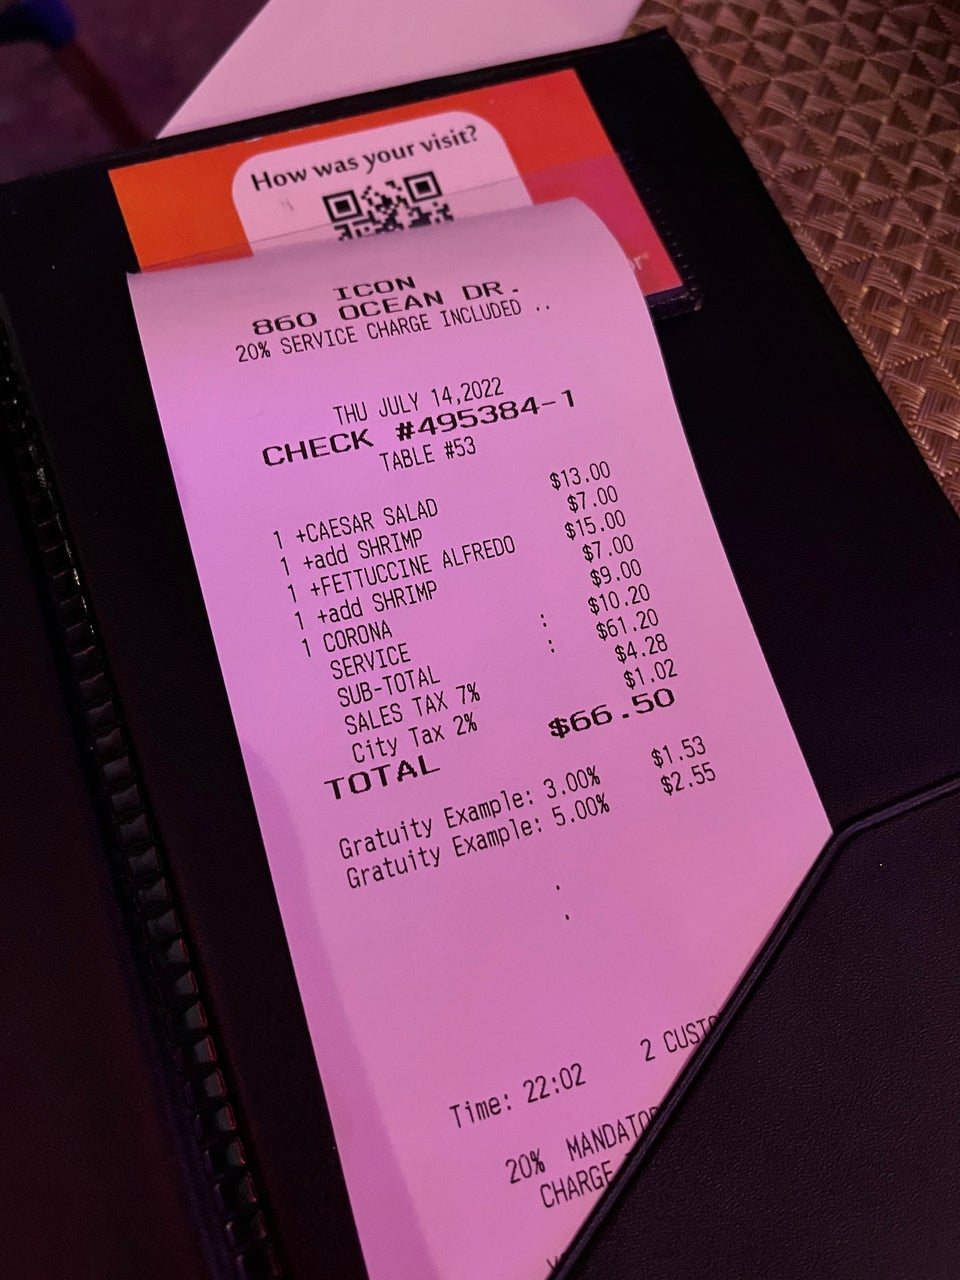 How was your visit?
ICON
860 OCEAN DR.
20% SERVICE CHARGE INCLUDED ..
THU JULY 14,2022
CHECK #495384-1
TABLE #53
1 +CAESAR SALAD $13.00
1 +add SHRIMP $7.00
1 +FETTUCCINE ALFREDO $15.00
1 +add SHRIMP $7.00
1 CORONA $9.00
SERVICE : $10.20
SUB-TOTAL : $61.20
SALES TAX 7% $4.28
City Tax 2% $1.02
TOTAL $66.50
Gratuity Example: 3.00% $1.53
Gratuity Example: 5.00% $2.55
.
.
Time: 22:02 2 CUSTO
20% MANDATO
CHARGE